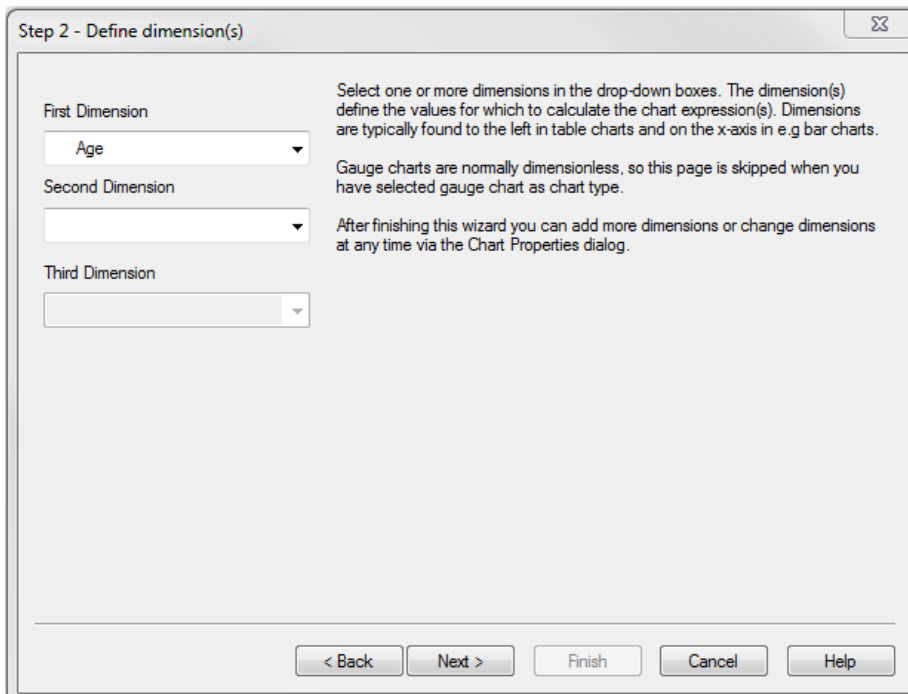 Step 2 - Define dimension(s)
First Dimension
Age
Second Dimension
Third Dimension
Select one or more dimensions in the drop-down boxes. The dimension(s)
define the values for which to calculate the chart expression(s). Dimensions
are typically found to the left in table charts and on the x-axis in e.g bar charts.
Gauge charts are normally dimensionless, so this page is skipped when you
have selected gauge chart as chart type.
After finishing this wizard you can add more dimensions or change dimensions
at any time via the Chart Properties dialog.
< Back
Next >
Finish
Cancel
Help